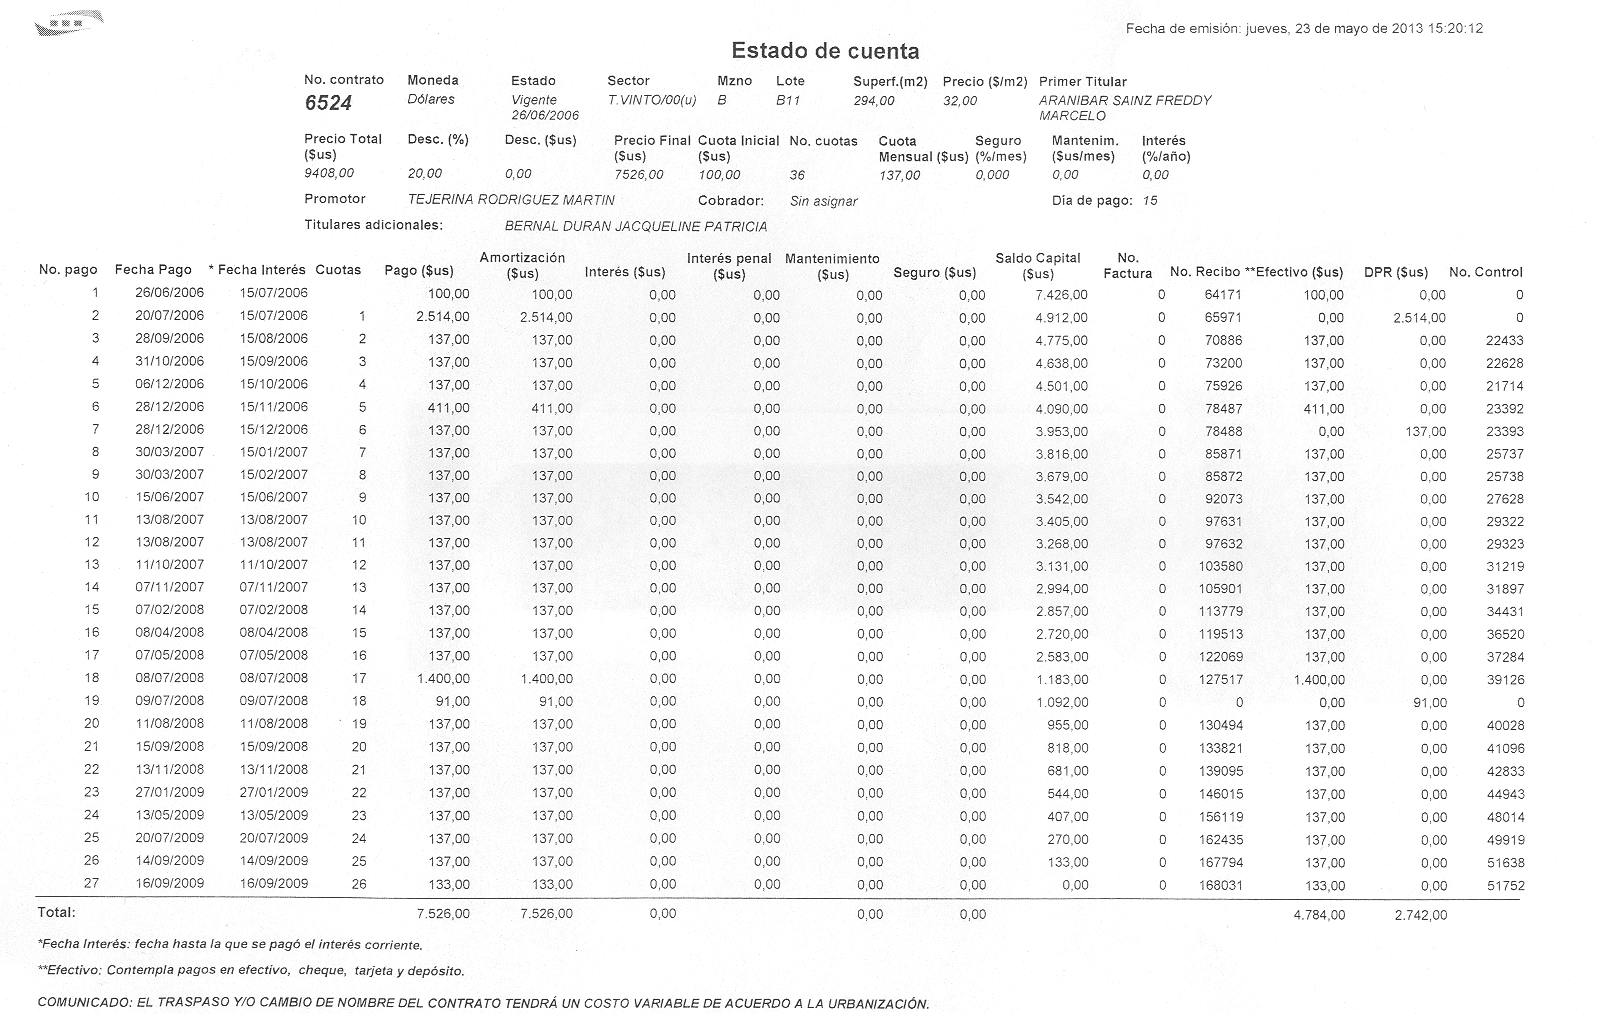 Fecha de emisión: jueves, 23 de mayo de 2013 15:20:12
Estado de cuenta
No. contrato Moneda Estado Sector Mzno Lote Superf.(m2) Precio ($/m2) Primer Titular
6524 Dólares Vigente T.VINTO/00(u) B B11 294,00 32,00 ARANIBAR SAINZ FREDDY
26/06/2006 MARCELO
Precio Total Desc. (%) Desc. ($us) Precio Final Cuota Inicial No. cuotas Cuota Seguro Mantenim. Interés
($us) ($us) ($us) Mensual ($us) (%/mes) ($us/mes) (%/año)
9408,00 20,00 0,00 7526,00 100,00 36 137,00 0,000 0,00 0,00
Promotor TEJERINA RODRIGUEZ MARTIN Cobrador: Sin asignar Día de pago: 15
Titulares adicionales: BERNAL DURAN JACQUELINE PATRICIA
No. pago Fecha Pago * Fecha Interés Cuotas Pago ($us) Amortización ($us) Interés ($us) Interés penal ($us) Mantenimiento ($us) Seguro ($us) Saldo Capital ($us) No. Factura No. Recibo **Efectivo ($us) DPR ($us) No. Control
1 26/06/2006 15/07/2006 100,00 100,00 0,00 0,00 0,00 0,00 7.426,00 0 64171 100,00 0,00 0
2 20/07/2006 15/07/2006 1 2.514,00 2.514,00 0,00 0,00 0,00 0,00 4.912,00 0 65971 0,00 2.514,00 0
3 28/09/2006 15/08/2006 2 137,00 137,00 0,00 0,00 0,00 0,00 4.775,00 0 70886 137,00 0,00 22433
4 31/10/2006 15/09/2006 3 137,00 137,00 0,00 0,00 0,00 0,00 4.638,00 0 73200 137,00 0,00 22628
5 06/12/2006 15/10/2006 4 137,00 137,00 0,00 0,00 0,00 0,00 4.501,00 0 75926 137,00 0,00 21714
6 28/12/2006 15/11/2006 5 411,00 411,00 0,00 0,00 0,00 0,00 4.090,00 0 78487 411,00 0,00 23392
7 28/12/2006 15/12/2006 6 137,00 137,00 0,00 0,00 0,00 0,00 3.953,00 0 78488 0,00 137,00 23393
8 30/03/2007 15/01/2007 7 137,00 137,00 0,00 0,00 0,00 0,00 3.816,00 0 85871 137,00 0,00 25737
9 30/03/2007 15/02/2007 8 137,00 137,00 0,00 0,00 0,00 0,00 3.679,00 0 85872 137,00 0,00 25738
10 15/06/2007 15/06/2007 9 137,00 137,00 0,00 0,00 0,00 0,00 3.542,00 0 92073 137,00 0,00 27628
11 13/08/2007 13/08/2007 10 137,00 137,00 0,00 0,00 0,00 0,00 3.405,00 0 97631 137,00 0,00 29322
12 13/08/2007 13/08/2007 11 137,00 137,00 0,00 0,00 0,00 0,00 3.268,00 0 97632 137,00 0,00 29323
13 11/10/2007 11/10/2007 12 137,00 137,00 0,00 0,00 0,00 0,00 3.131,00 0 103580 137,00 0,00 31219
14 07/11/2007 07/11/2007 13 137,00 137,00 0,00 0,00 0,00 0,00 2.994,00 0 105901 137,00 0,00 31897
15 07/02/2008 07/02/2008 14 137,00 137,00 0,00 0,00 0,00 0,00 2.857,00 0 113779 137,00 0,00 34431
16 08/04/2008 08/04/2008 15 137,00 137,00 0,00 0,00 0,00 0,00 2.720,00 0 119513 137,00 0,00 36520
17 07/05/2008 07/05/2008 16 137,00 137,00 0,00 0,00 0,00 0,00 2.583,00 0 122069 137,00 0,00 37284
18 08/07/2008 08/07/2008 17 1.400,00 1.400,00 0,00 0,00 0,00 0,00 1.183,00 0 127517 1.400,00 0,00 39126
19 09/07/2008 09/07/2008 18 91,00 91,00 0,00 0,00 0,00 0,00 1.092,00 0 0 0,00 91,00 0
20 11/08/2008 11/08/2008 19 137,00 137,00 0,00 0,00 0,00 0,00 955,00 0 130494 137,00 0,00 40028
21 15/09/2008 15/09/2008 20 137,00 137,00 0,00 0,00 0,00 0,00 818,00 0 133821 137,00 0,00 41096
22 13/11/2008 13/11/2008 21 137,00 137,00 0,00 0,00 0,00 0,00 681,00 0 139095 137,00 0,00 42833
23 27/01/2009 27/01/2009 22 137,00 137,00 0,00 0,00 0,00 0,00 544,00 0 146015 137,00 0,00 44943
24 13/05/2009 13/05/2009 23 137,00 137,00 0,00 0,00 0,00 0,00 407,00 0 156119 137,00 0,00 48014
25 20/07/2009 20/07/2009 24 137,00 137,00 0,00 0,00 0,00 0,00 270,00 0 162435 137,00 0,00 49919
26 14/09/2009 14/09/2009 25 137,00 137,00 0,00 0,00 0,00 0,00 133,00 0 167794 137,00 0,00 51638
27 16/09/2009 16/09/2009 26 133,00 133,00 0,00 0,00 0,00 0,00 0,00 0 168031 133,00 0,00 51752
Total: 7.526,00 7.526,00 0,00 0,00 0,00 4.784,00 2.742,00
*Fecha Interés: fecha hasta la que se pagó el interés corriente.
**Efectivo: Contempla pagos en efectivo, cheque, tarjeta y depósito.
COMUNICADO: EL TRASPASO Y/O CAMBIO DE NOMBRE DEL CONTRATO TENDRÁ UN COSTO VARIABLE DE ACUERDO A LA URBANIZACIÓN.